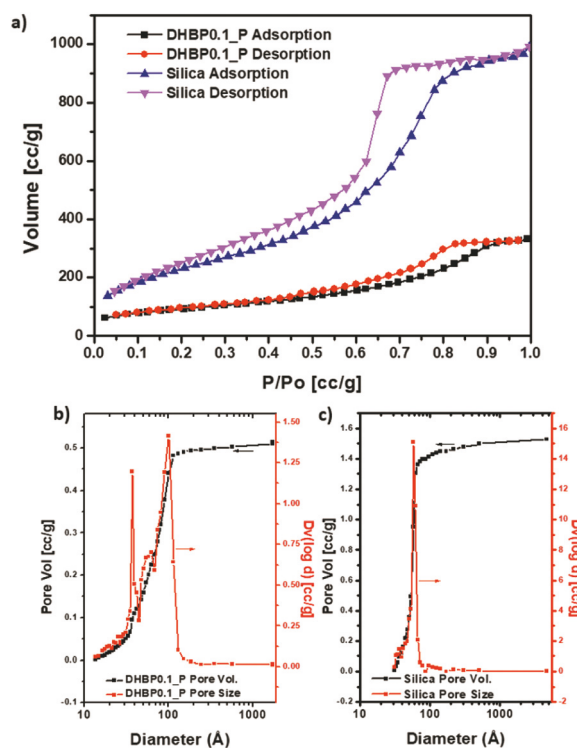 a)
DHBP0.1_P Adsorption
DHBP0.1_P Desorption
Silica Adsorption
Silica Desorption
1000
800
600
400
200
0
Volume [cc/g]
0.0 0.1 0.2 0.3 0.4 0.5 0.6 0.7 0.8 0.9 1.0
P/Po [cc/g]
b)
0.5
0.4
0.3
0.2
0.1
0.0
-0.1
Pore Vol [cc/g]
1.50
1.25
1.00
0.75
0.50
0.25
0.00
Dv(log d) [cc/g]
DHBP0.1_P Pore Vol.
DHBP0.1_P Pore Size
10 100 1000
Diameter (Å)
c)
1.6
1.4
1.2
1.0
0.8
0.6
0.4
0.2
0.0
-0.2
Pore Vol [cc/g]
16
15
14
12
10
8
6
4
2
0
-2
Dv(log d) [cc/g]
Silica Pore Vol.
Silica Pore Size
10 100 1000
Diameter (Å)